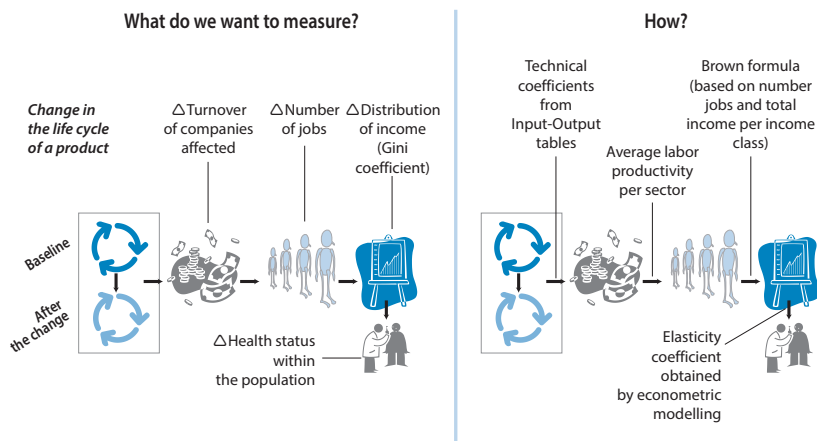 What do we want to measure?
Change in
the life cycle
of a product
△Turnover
of companies
affected
△Number
of jobs
△Distribution
of income
(Gini
coefficient)
Baseline
After
the change
△Health status
within
the population
How?
Technical
coefficients
from
Input-Output
tables
Average labor
productivity
per sector
Brown formula
(based on number
jobs and total
income per income
class)
Elasticity
coefficient
obtained
by econometric
modelling